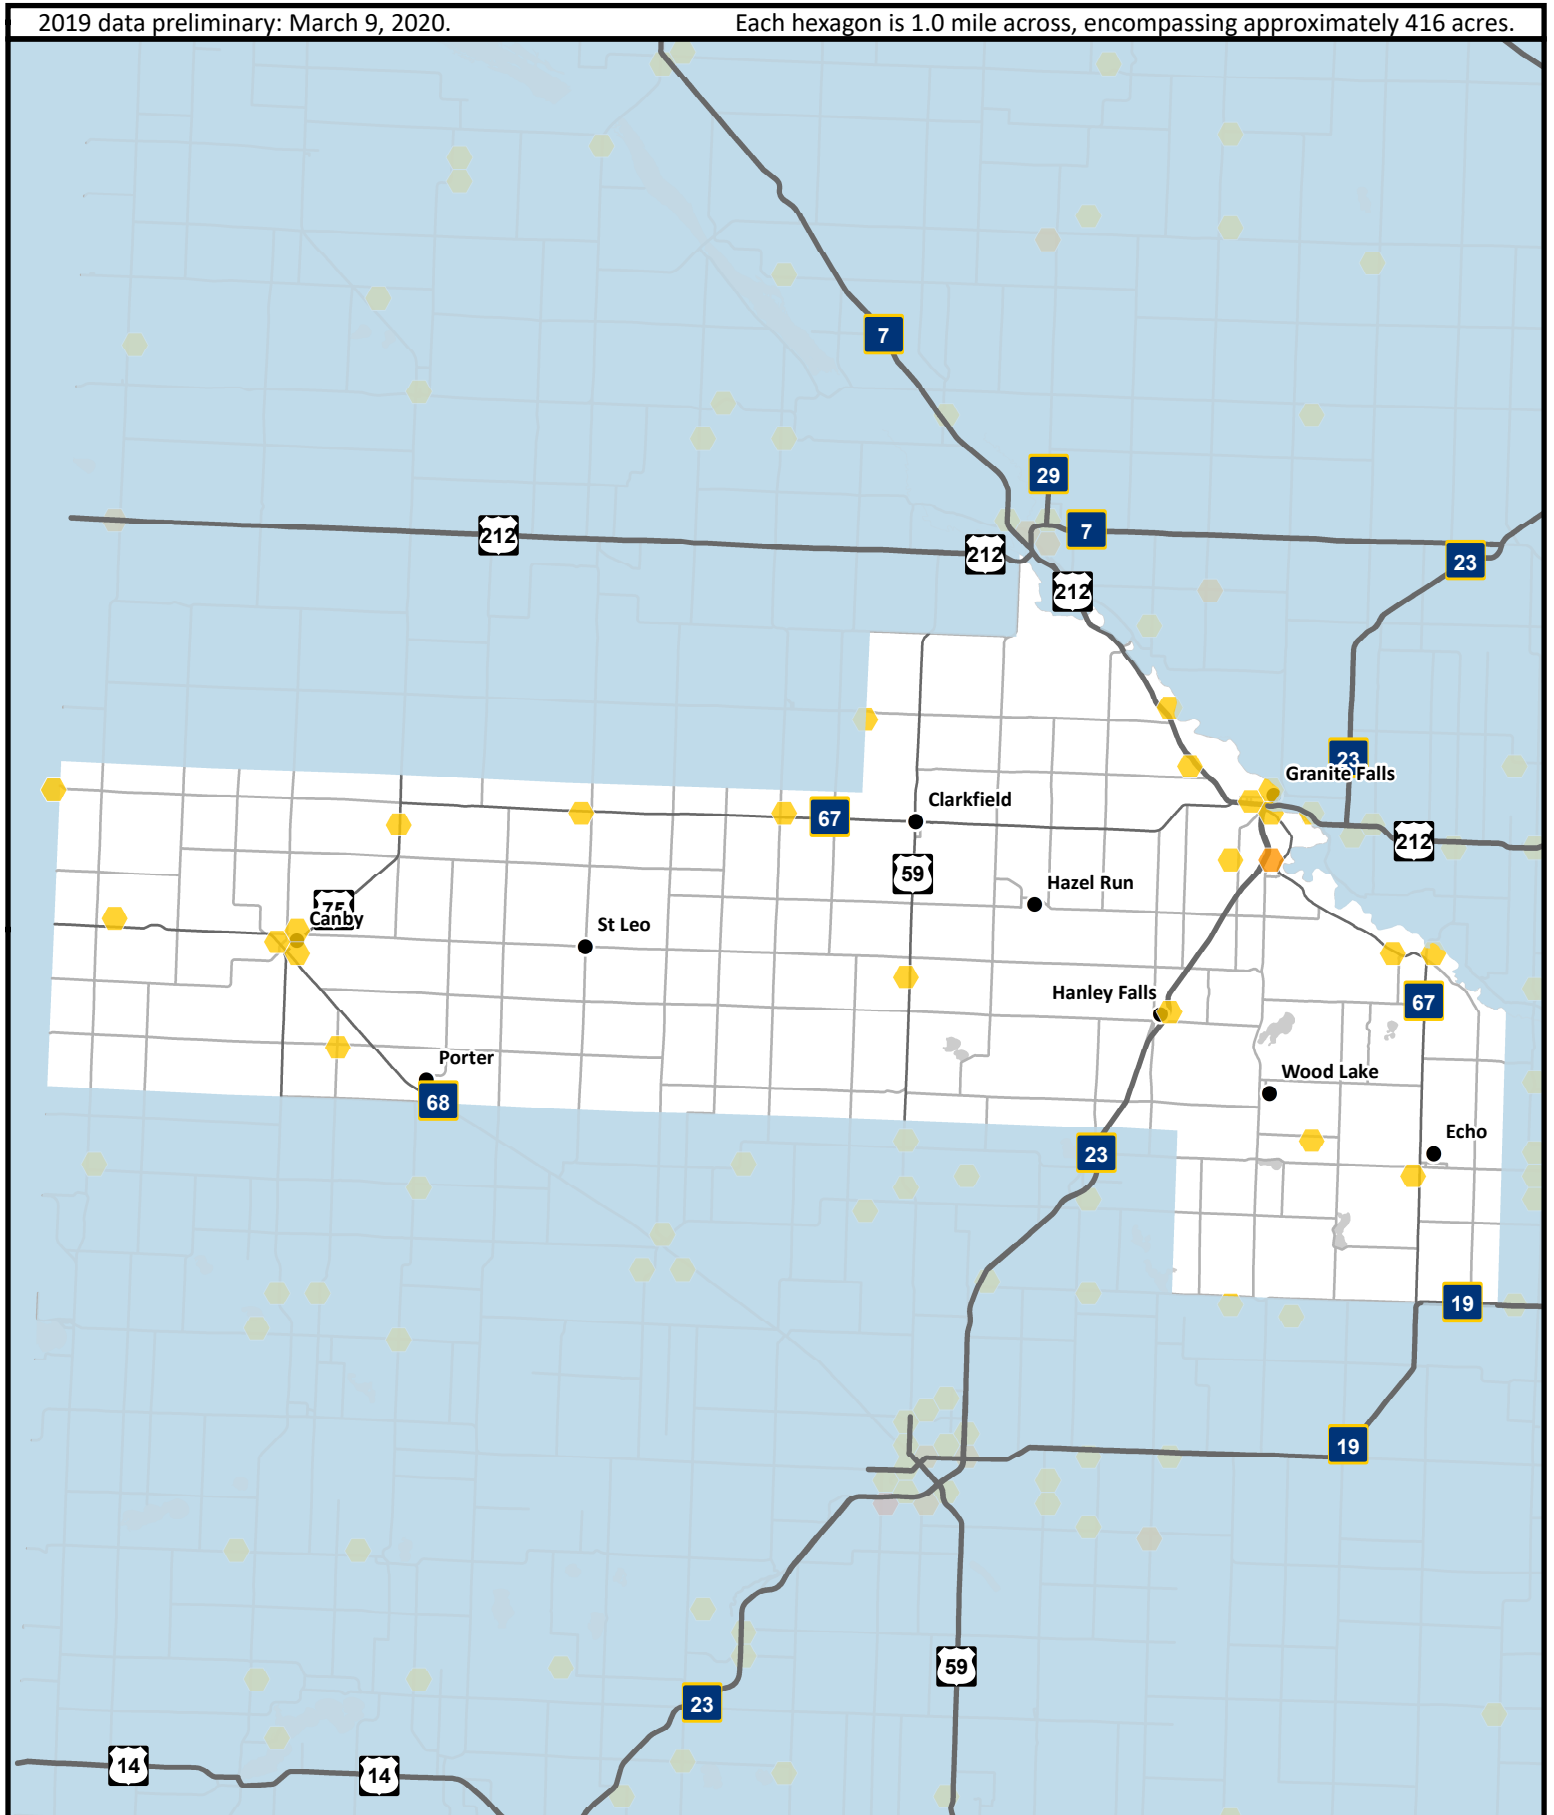 2019 data preliminary: March 9, 2020.
Each hexagon is 1.0 mile across, encompassing approximately 416 acres.
7
29
7
212
212
23
212
23
Granite Falls
Clarkfield
67
212
59
Hazel Run
75
Canby
St Leo
Hanley Falls
67
Porter
Wood Lake
68
Echo
23
19
19
59
23
14
14